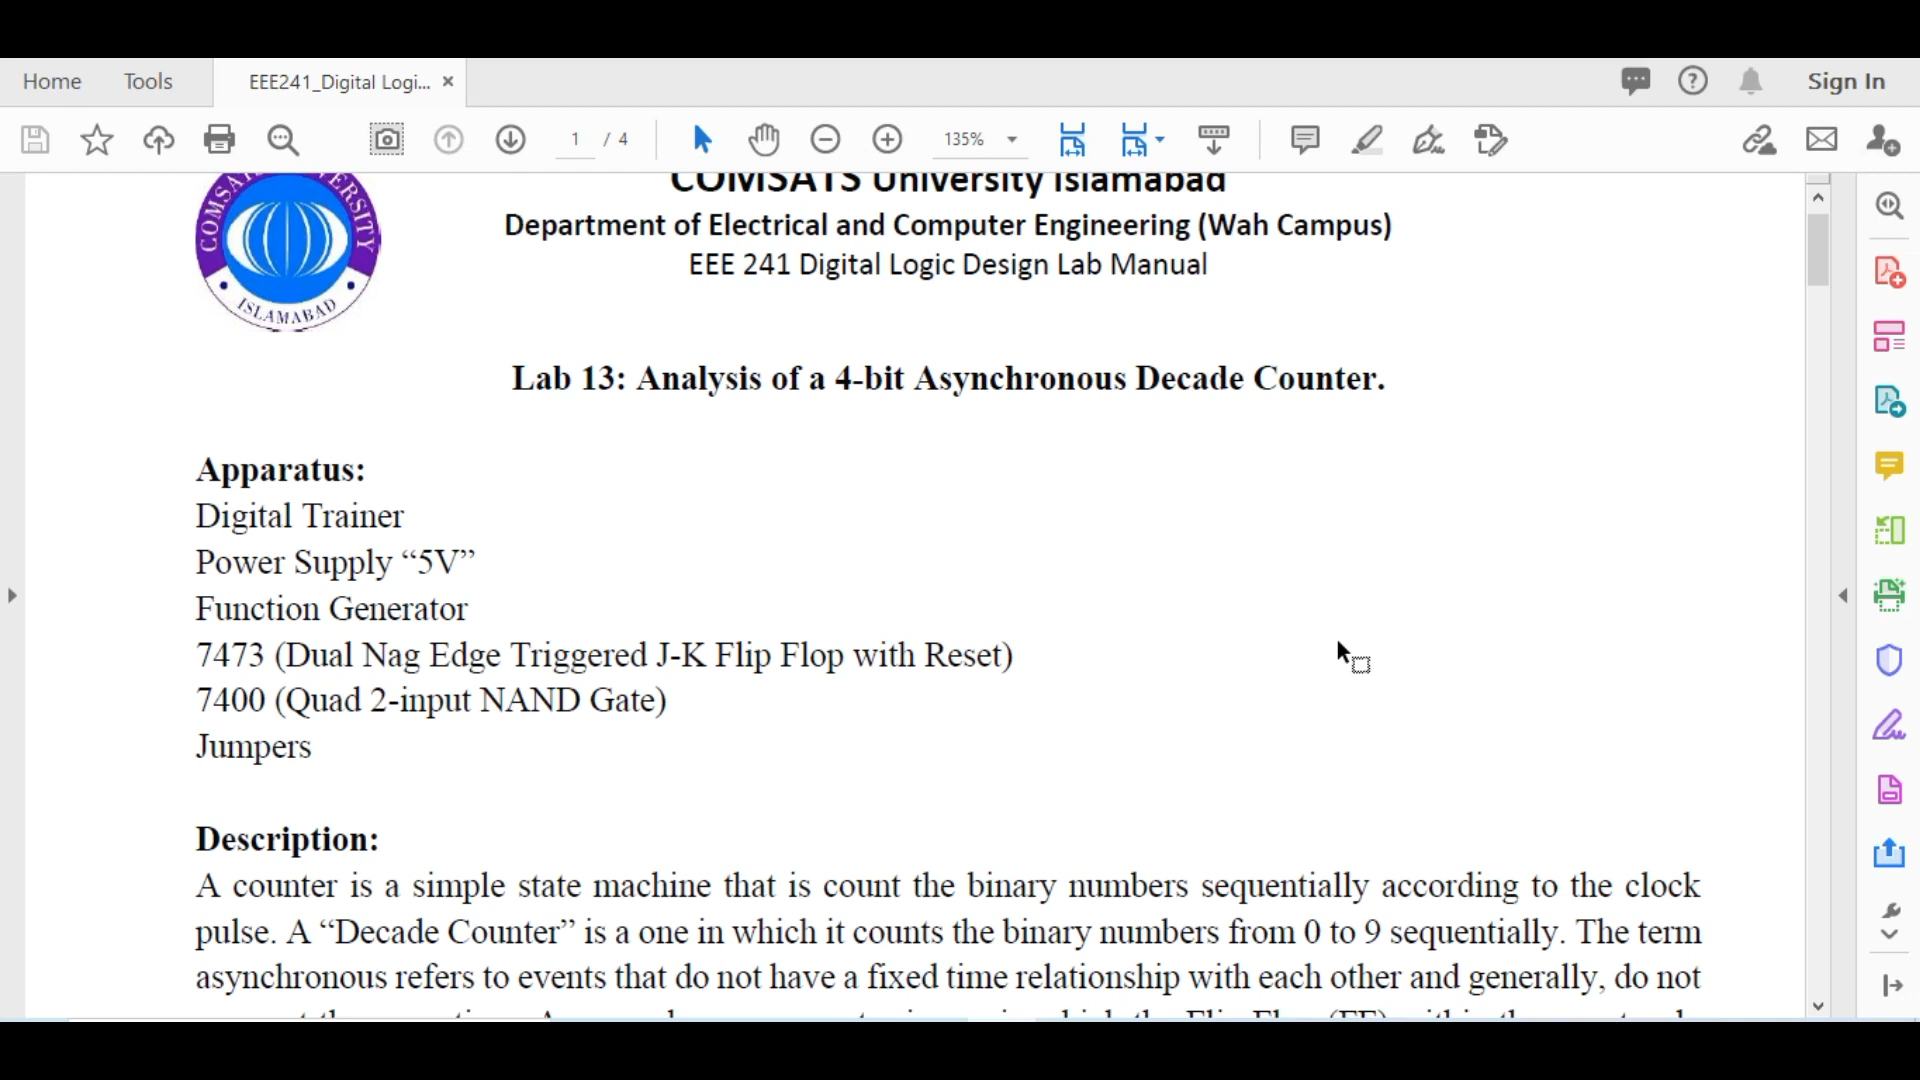 Home Tools EEE241_Digital Logi... × Sign In
1 / 4 135%
COMSATS UNIVERSITY
ISLAMABAD
COMSATS University Islamabad
Department of Electrical and Computer Engineering (Wah Campus)
EEE 241 Digital Logic Design Lab Manual
Lab 13: Analysis of a 4-bit Asynchronous Decade Counter.
Apparatus:
Digital Trainer
Power Supply “5V”
Function Generator
7473 (Dual Nag Edge Triggered J-K Flip Flop with Reset)
7400 (Quad 2-input NAND Gate)
Jumpers
Description:
A counter is a simple state machine that is count the binary numbers sequentially according to the clock
pulse. A “Decade Counter” is a one in which it counts the binary numbers from 0 to 9 sequentially. The term
asynchronous refers to events that do not have a fixed time relationship with each other and generally, do not